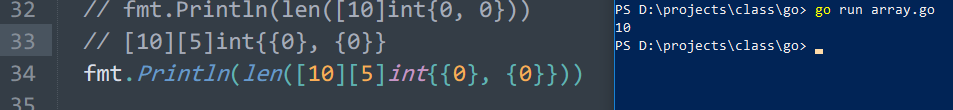 32 // fmt.Println(len([10]int{0, 0}))
33 // [10][5]int{{0}, {0}}
34 fmt.Println(len([10][5]int{{0}, {0}}))
35
PS D:\projects\class\go> go run array.go
10
PS D:\projects\class\go>